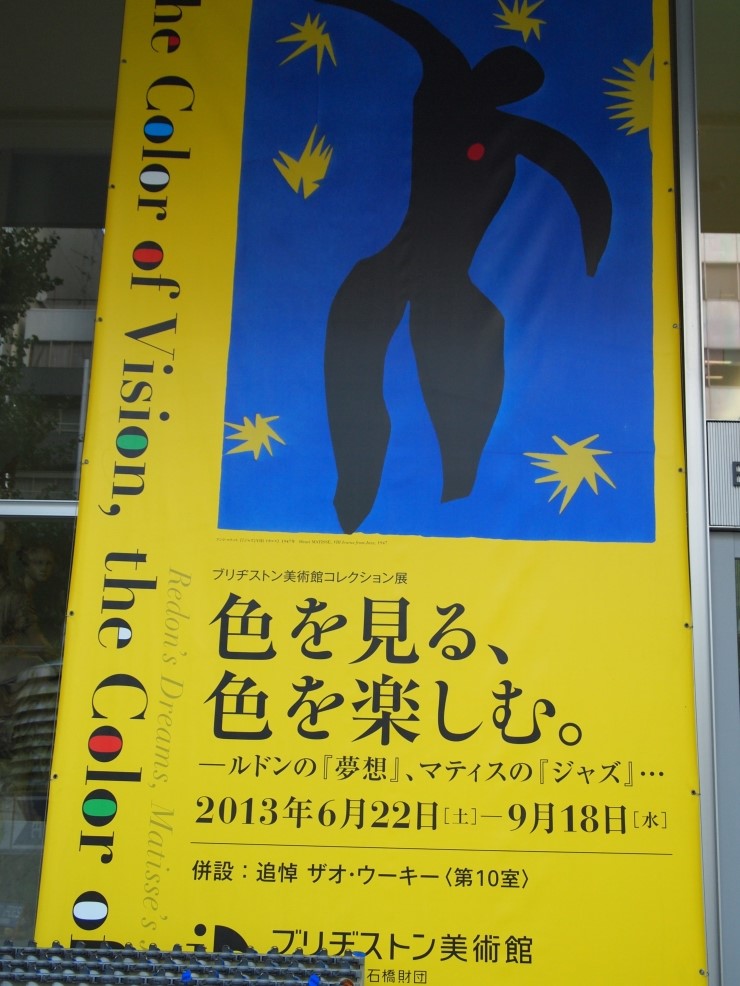 he Color of Vision, the Color of
Redon's Dreams, Matisse's
ブリヂストン美術館コレクション展
色を見る、
色を楽しむ。
―ルドンの『夢想』、マティスの『ジャズ』…
2013年6月22日[土]―9月18日[水]
併設：追悼 ザオ・ウーキー〈第10室〉
ブリヂストン美術館
石橋財団